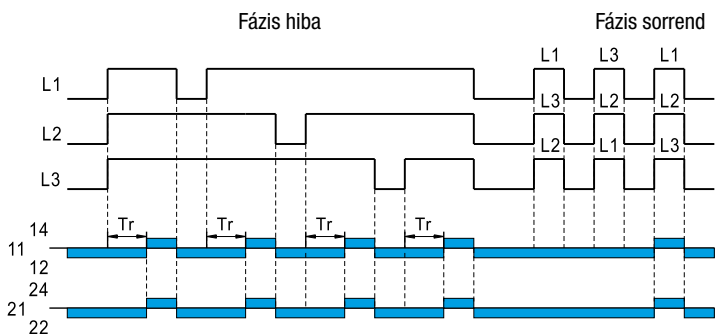 Fázis hiba
Fázis sorrend
L1 L3 L1
L1
L3 L2 L2
L2
L2 L1 L3
L3
Tr Tr Tr Tr
14
11
12
24
21
22